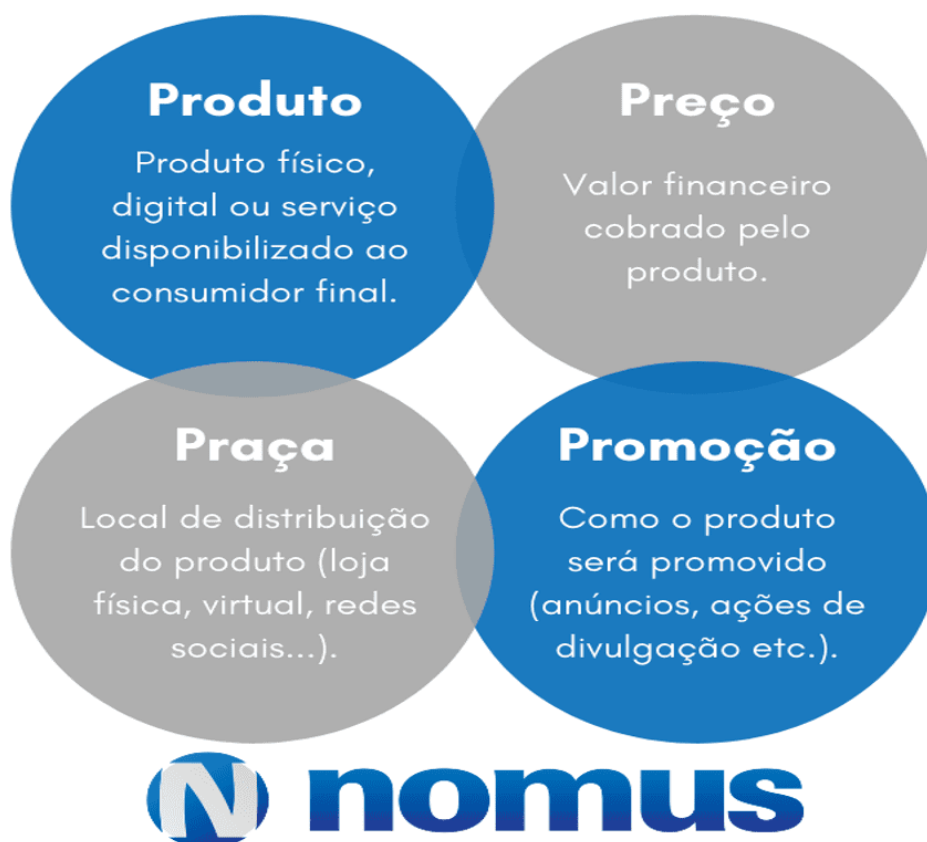 Produto
Produto físico,
digital ou serviço
disponibilizado ao
consumidor final.
Preço
Valor financeiro
cobrado pelo
produto.
Praça
Local de distribuição
do produto (loja
física, virtual, redes
sociais...).
Promoção
Como o produto
será promovido
(anúncios, ações de
divulgação etc.).
N nomus